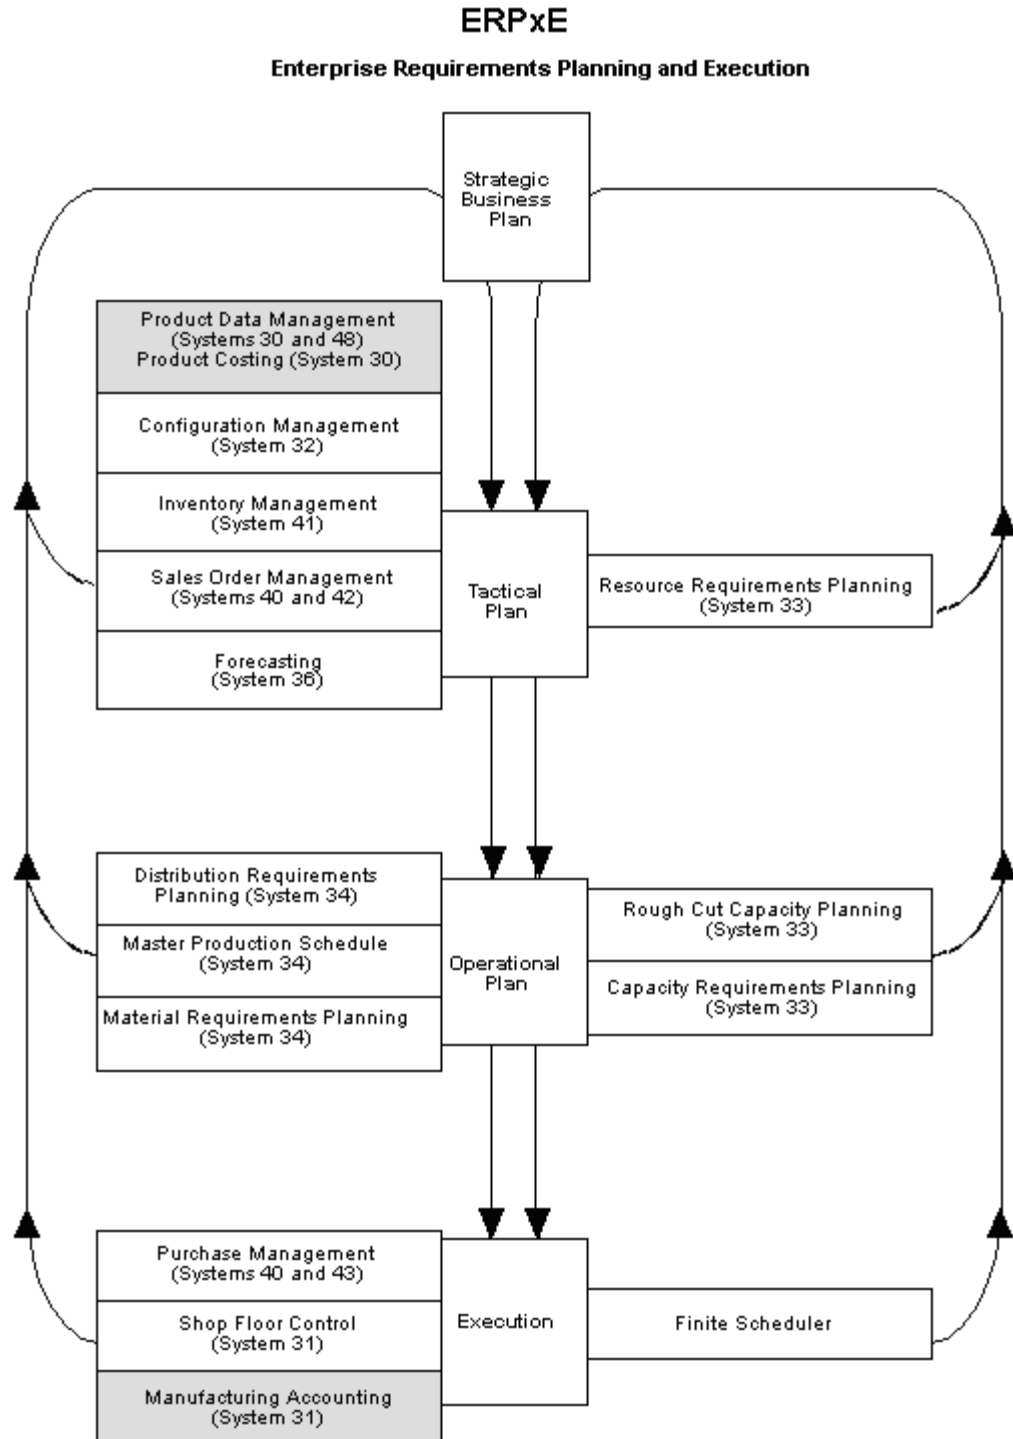 ERPxE
Enterprise Requirements Planning and Execution
Strategic
Business
Plan
Product Data Management
(Systems 30 and 48)
Product Costing (System 30)
Configuration Management
(System 32)
Inventory Management
(System 41)
Sales Order Management
(Systems 40 and 42)
Forecasting
(System 36)
Tactical
Plan
Resource Requirements Planning
(System 33)
Distribution Requirements
Planning (System 34)
Master Production Schedule
(System 34)
Material Requirements Planning
(System 34)
Operational
Plan
Rough Cut Capacity Planning
(System 33)
Capacity Requirements Planning
(System 33)
Purchase Management
(Systems 40 and 43)
Shop Floor Control
(System 31)
Manufacturing Accounting
(System 31)
Execution
Finite Scheduler